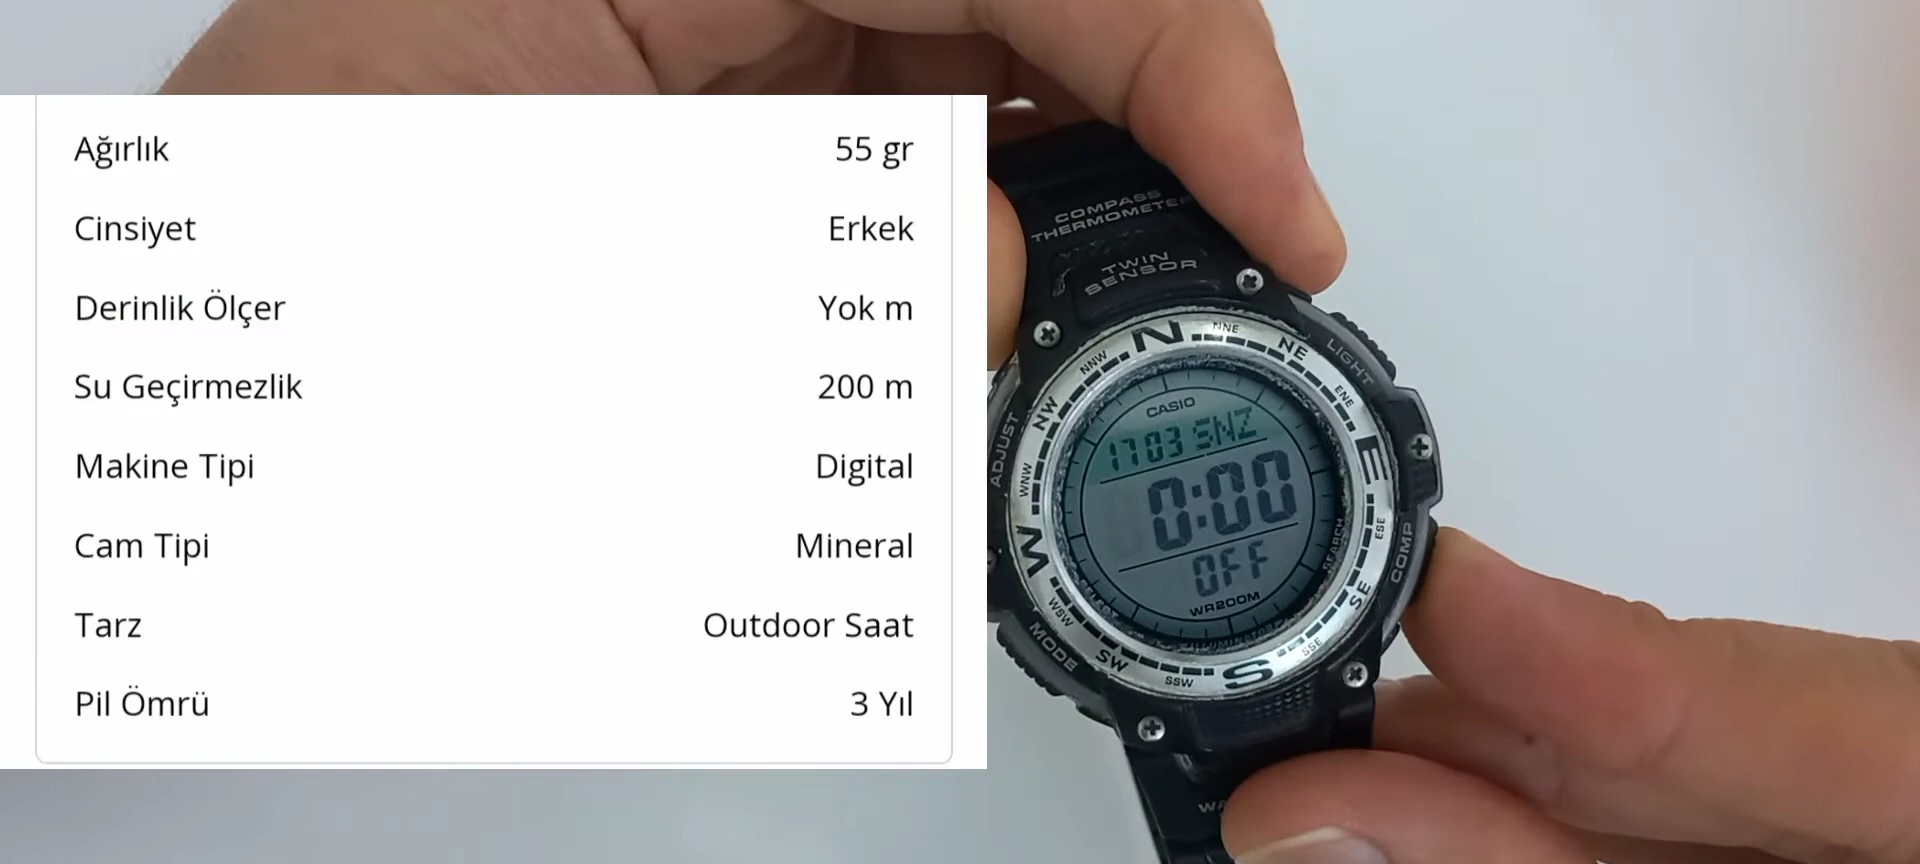 Ağırlık 55 gr
Cinsiyet Erkek
Derinlik Ölçer Yok m
Su Geçirmezlik 200 m
Makine Tipi Digital
Cam Tipi Mineral
Tarz Outdoor Saat
Pil Ömrü 3 Yıl
COMPASS
THERMOMETER
TWIN
SENSOR
N
NNE
NE
ENE
E
ESE
SE
SSE
S
SSW
SW
WSW
W
WNW
NW
NNW
LIGHT
ADJUST
CASIO
1703 SNZ
0:00
OFF
WR200M
ILLUMINATOR
SEARCH
COMP
MODE